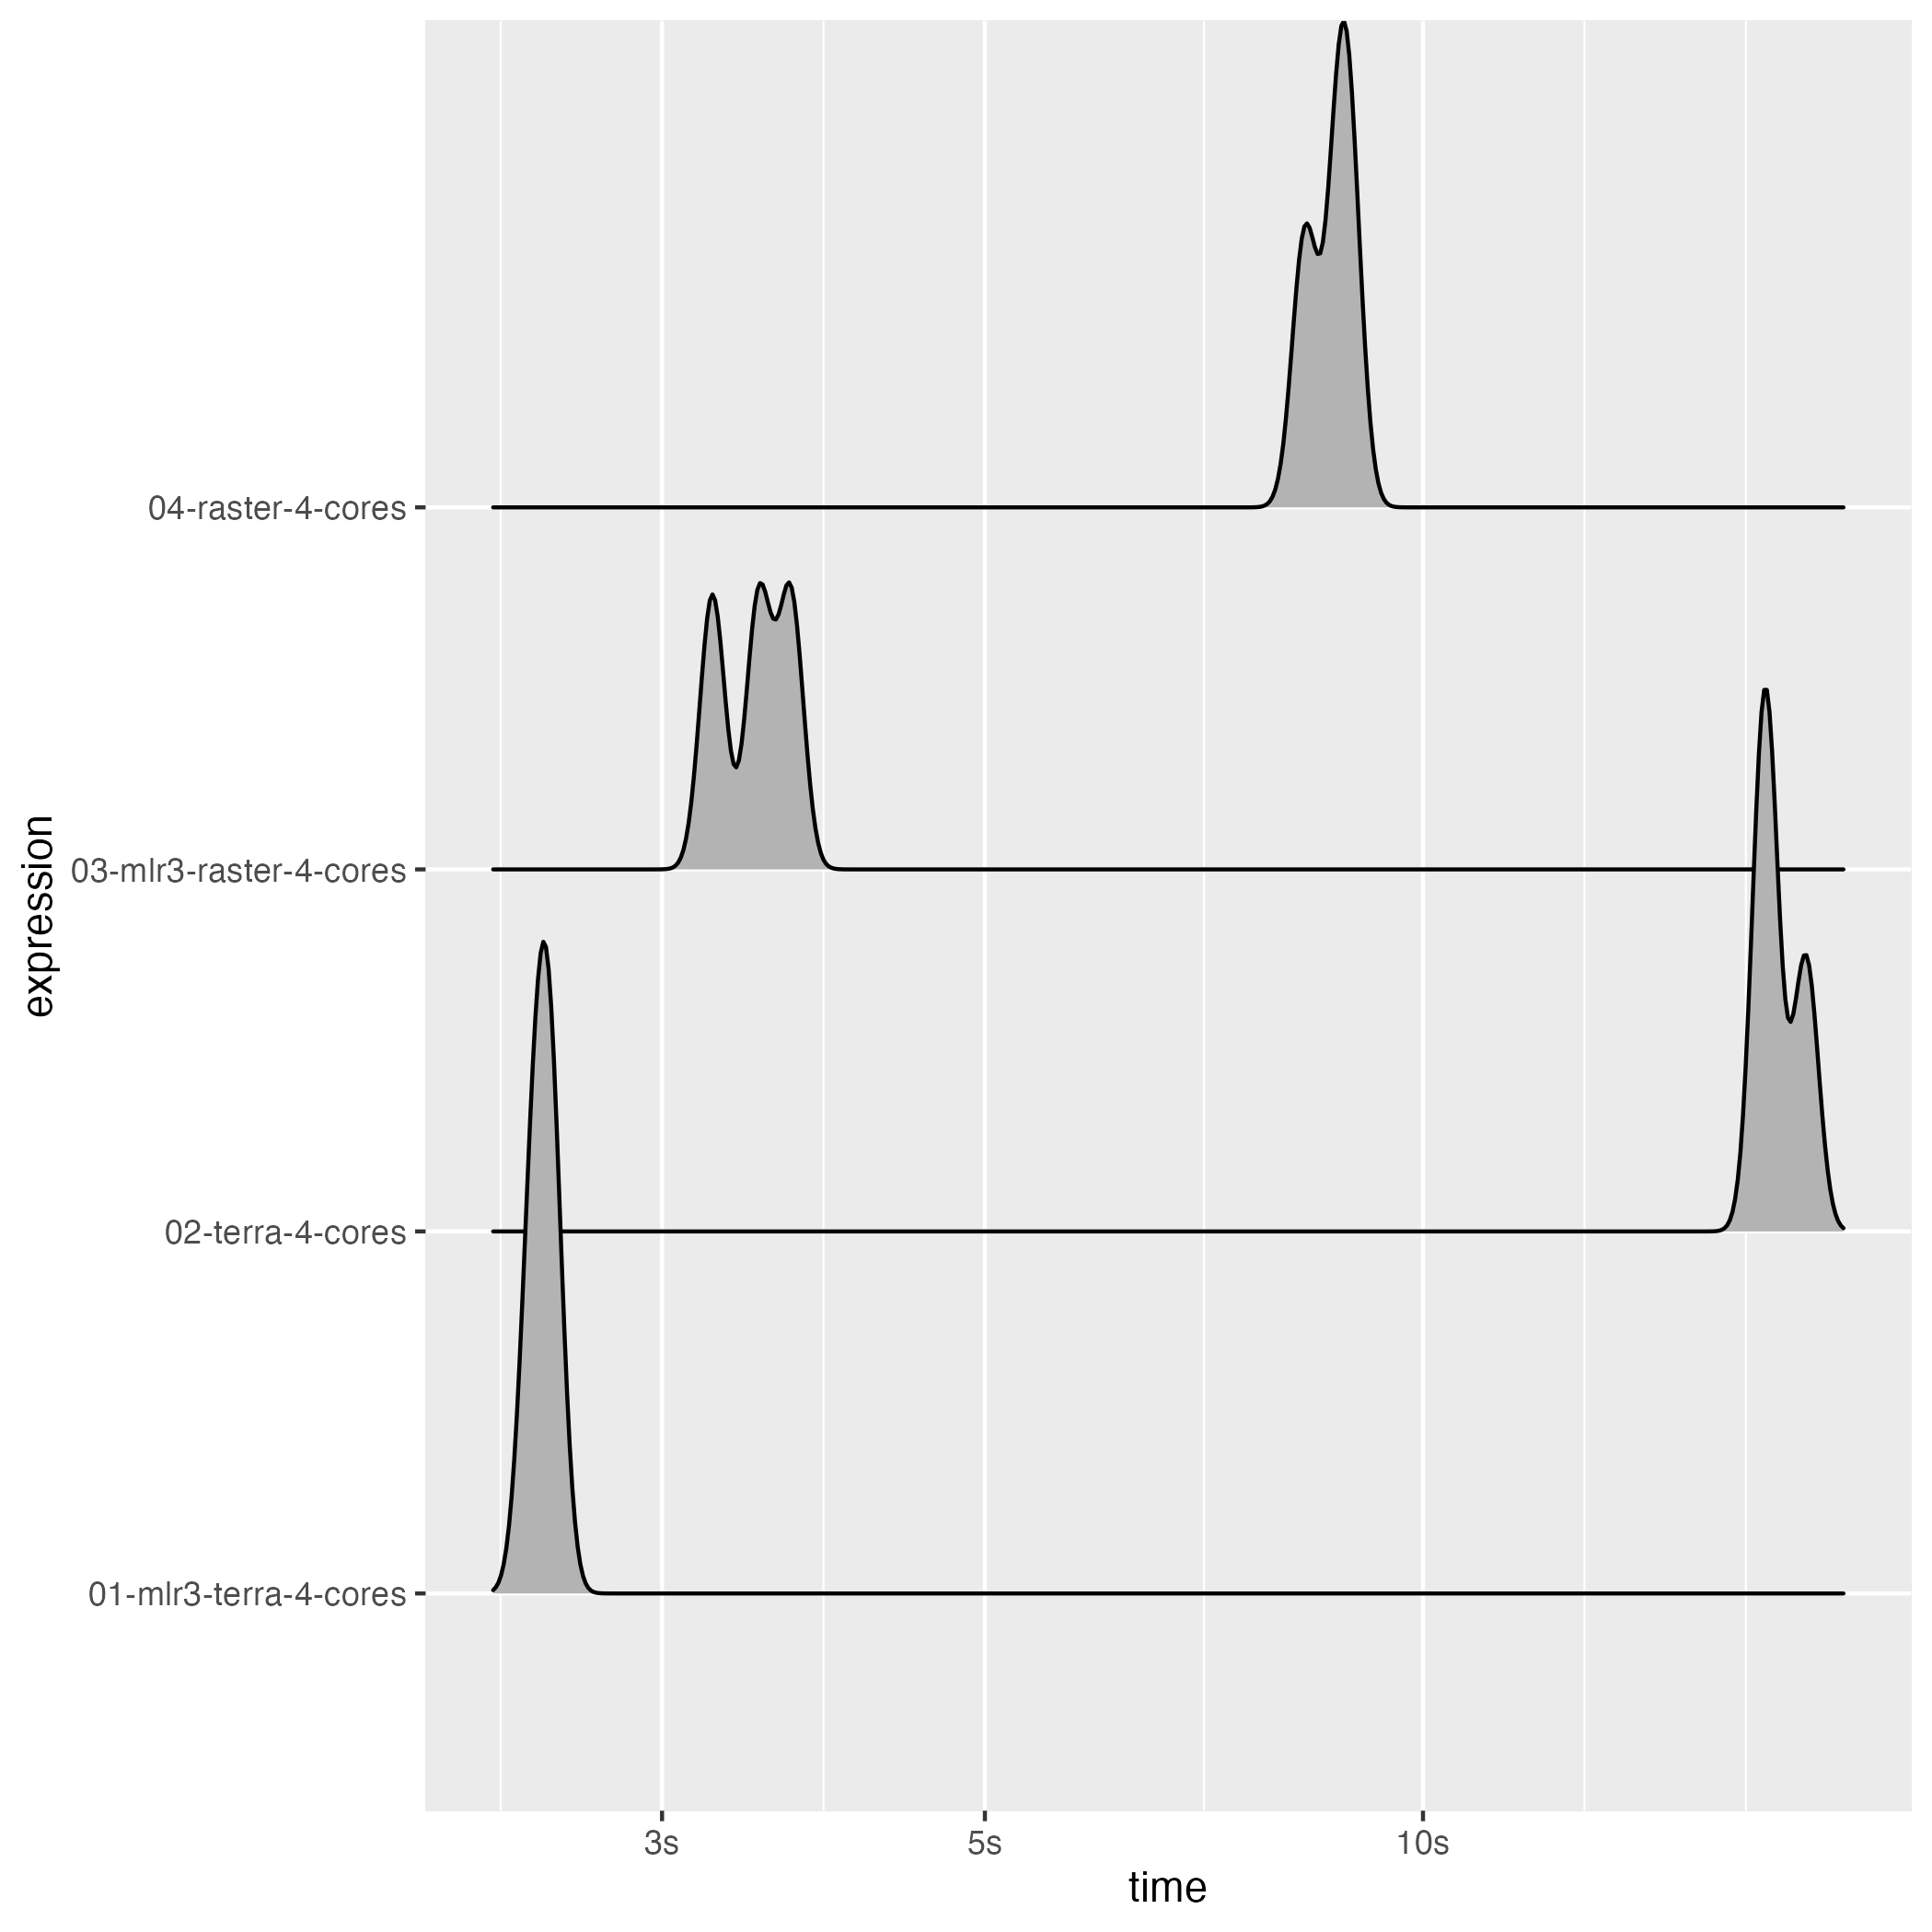 04-raster-4-cores
03-mlr3-raster-4-cores
02-terra-4-cores
01-mlr3-terra-4-cores
expression
3s
5s
10s
time